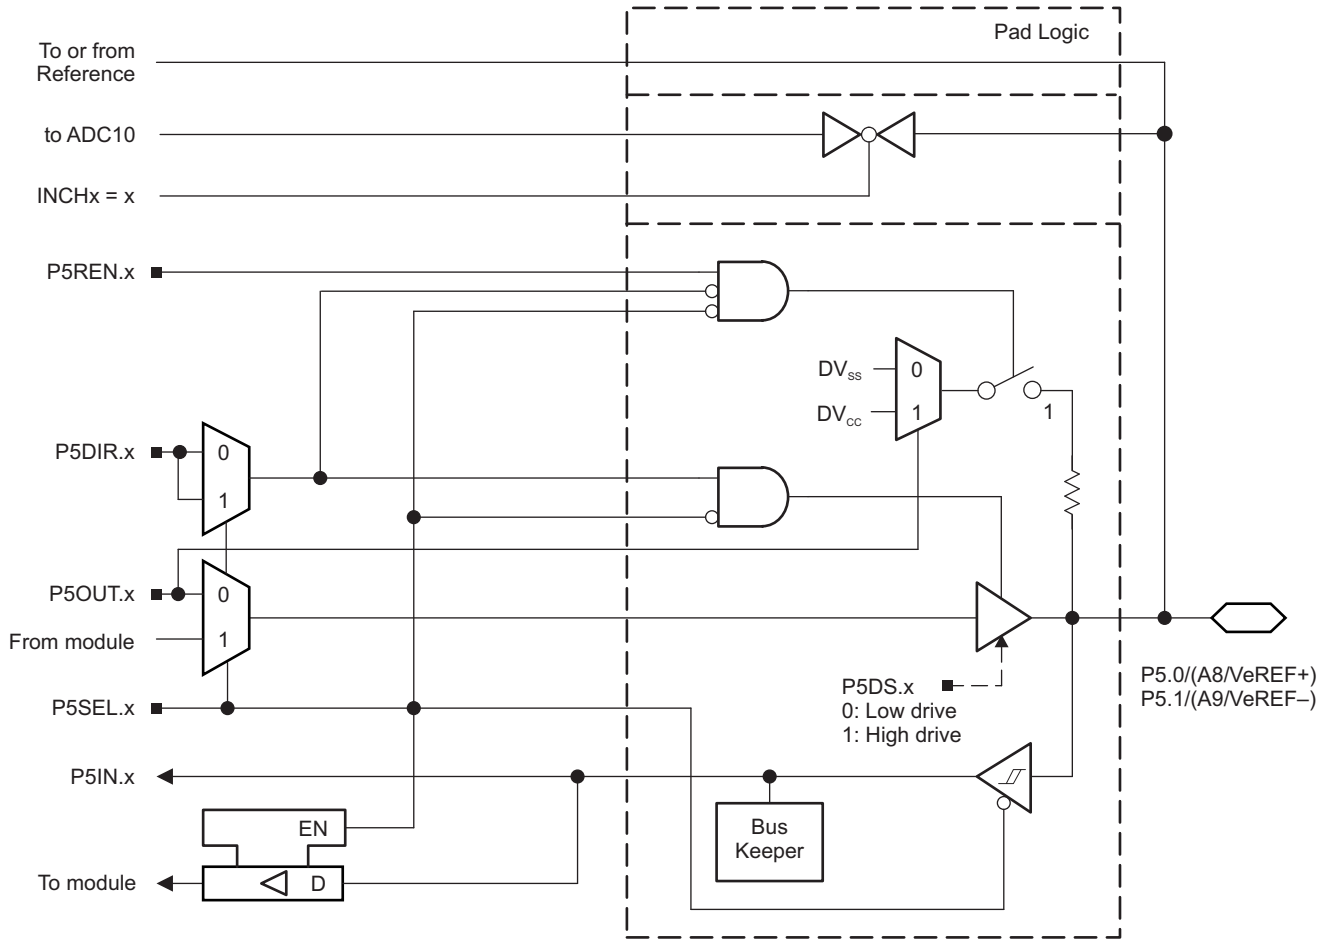 Pad Logic
To or from
Reference
to ADC10
INCHx = x
P5REN.x
DVSS
0
DVCC
1
1
P5DIR.x
0
1
P5OUT.x
0
From module
1
P5SEL.x
P5DS.x
0: Low drive
1: High drive
P5.0/(A8/VeREF+)
P5.1/(A9/VeREF–)
P5IN.x
EN
Bus
Keeper
To module
D